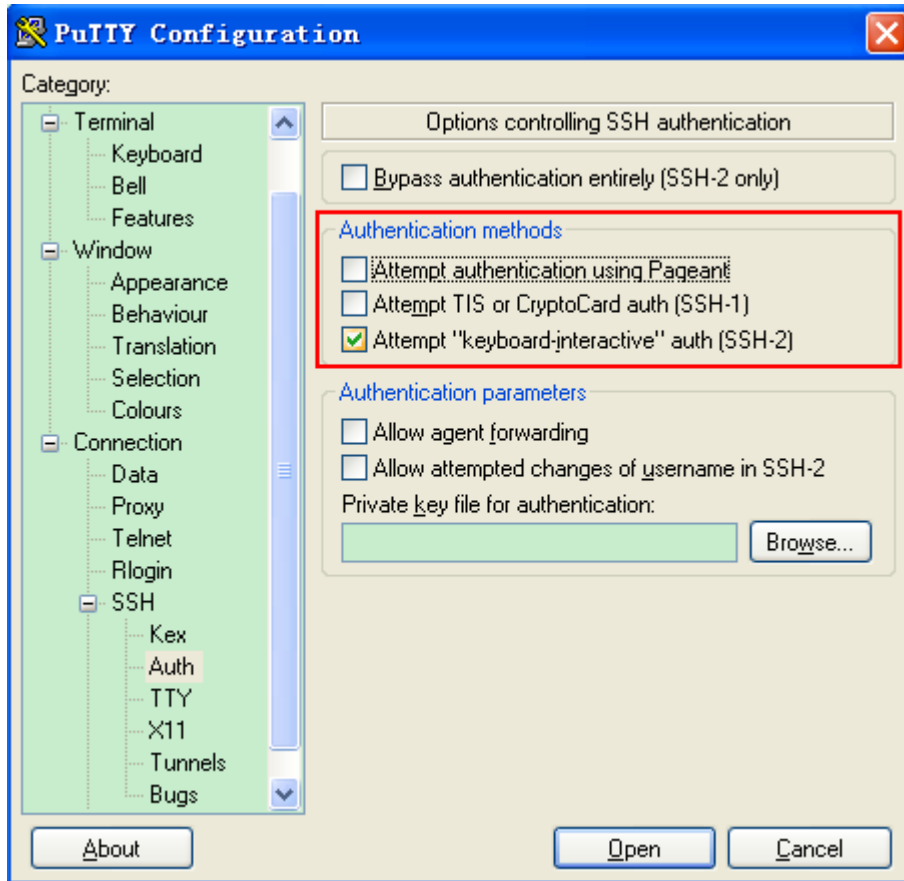 PuTTY Configuration
Category:
Terminal
Keyboard
Bell
Features
Window
Appearance
Behaviour
Translation
Selection
Colours
Connection
Data
Proxy
Telnet
Rlogin
SSH
Kex
Auth
TTY
X11
Tunnels
Bugs
Options controlling SSH authentication
Bypass authentication entirely (SSH-2 only)
Authentication methods
Attempt authentication using Pageant
Attempt TIS or CryptoCard auth (SSH-1)
Attempt "keyboard-interactive" auth (SSH-2)
Authentication parameters
Allow agent forwarding
Allow attempted changes of username in SSH-2
Private key file for authentication:
Browse...
About
Open
Cancel